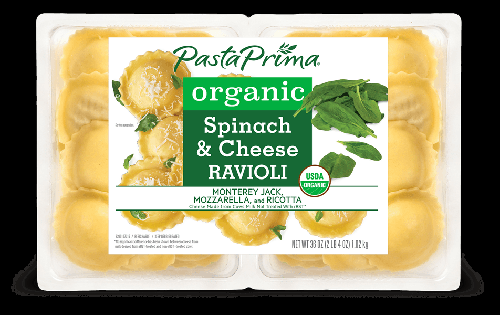 PastaPrima
organic
Spinach
& Cheese
RAVIOLI
USDA
ORGANIC
MONTEREY JACK,
MOZZARELLA, and RICOTTA
NET WT 36 OZ (2 LB 4 OZ) 1.02 kg